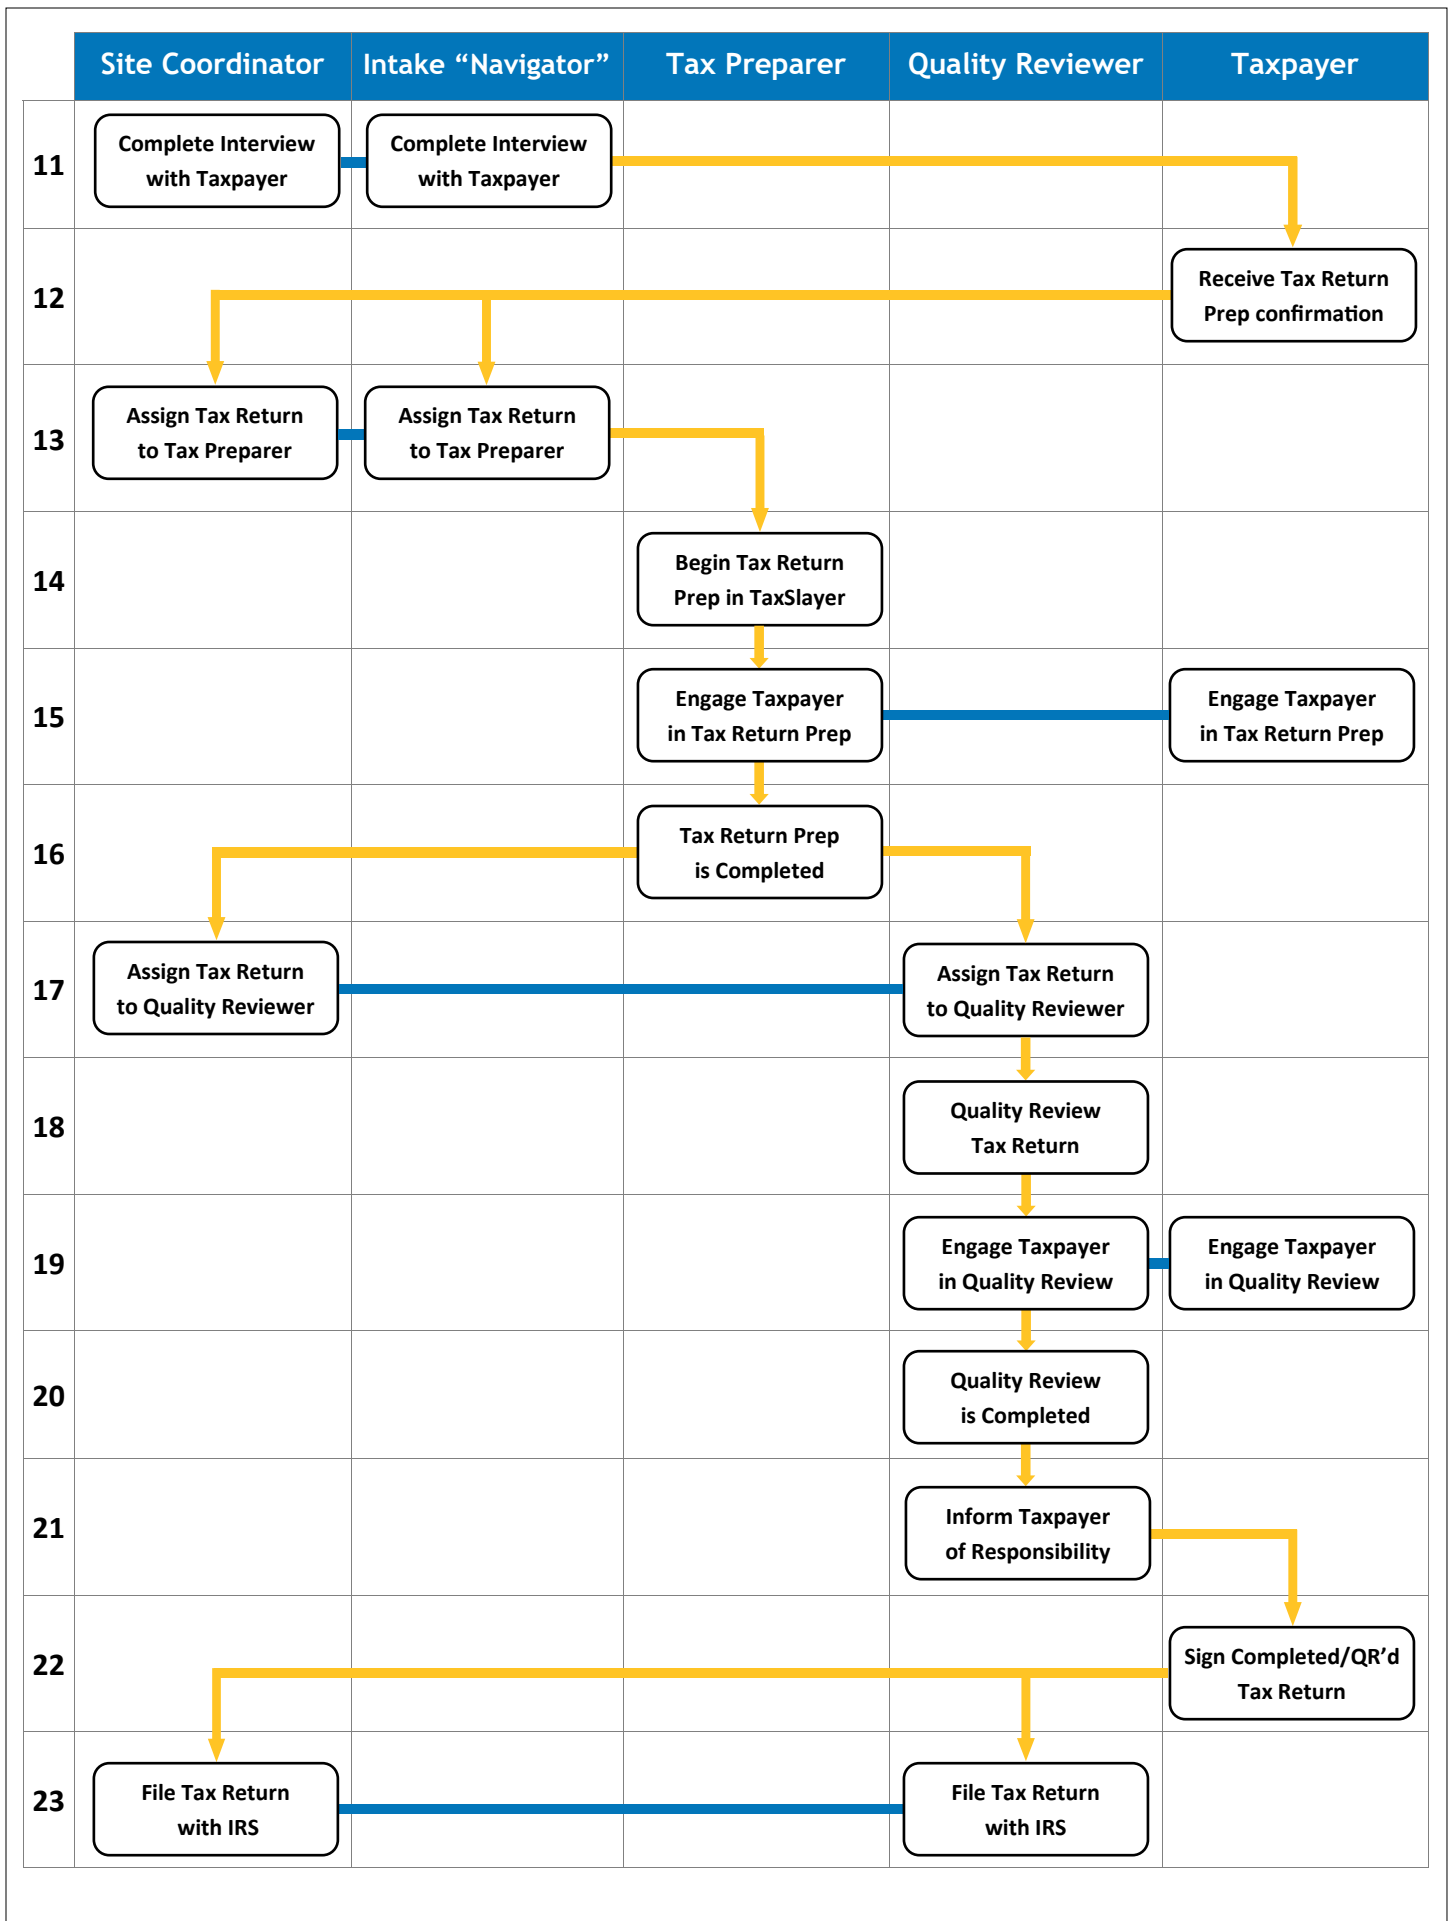 Site Coordinator
Intake “Navigator”
Tax Preparer
Quality Reviewer
Taxpayer
11
Complete Interview
with Taxpayer
Complete Interview
with Taxpayer
12
Receive Tax Return
Prep confirmation
13
Assign Tax Return
to Tax Preparer
Assign Tax Return
to Tax Preparer
14
Begin Tax Return
Prep in TaxSlayer
15
Engage Taxpayer
in Tax Return Prep
Engage Taxpayer
in Tax Return Prep
16
Tax Return Prep
is Completed
17
Assign Tax Return
to Quality Reviewer
Assign Tax Return
to Quality Reviewer
18
Quality Review
Tax Return
19
Engage Taxpayer
in Quality Review
Engage Taxpayer
in Quality Review
20
Quality Review
is Completed
21
Inform Taxpayer
of Responsibility
22
Sign Completed/QR’d
Tax Return
23
File Tax Return
with IRS
File Tax Return
with IRS